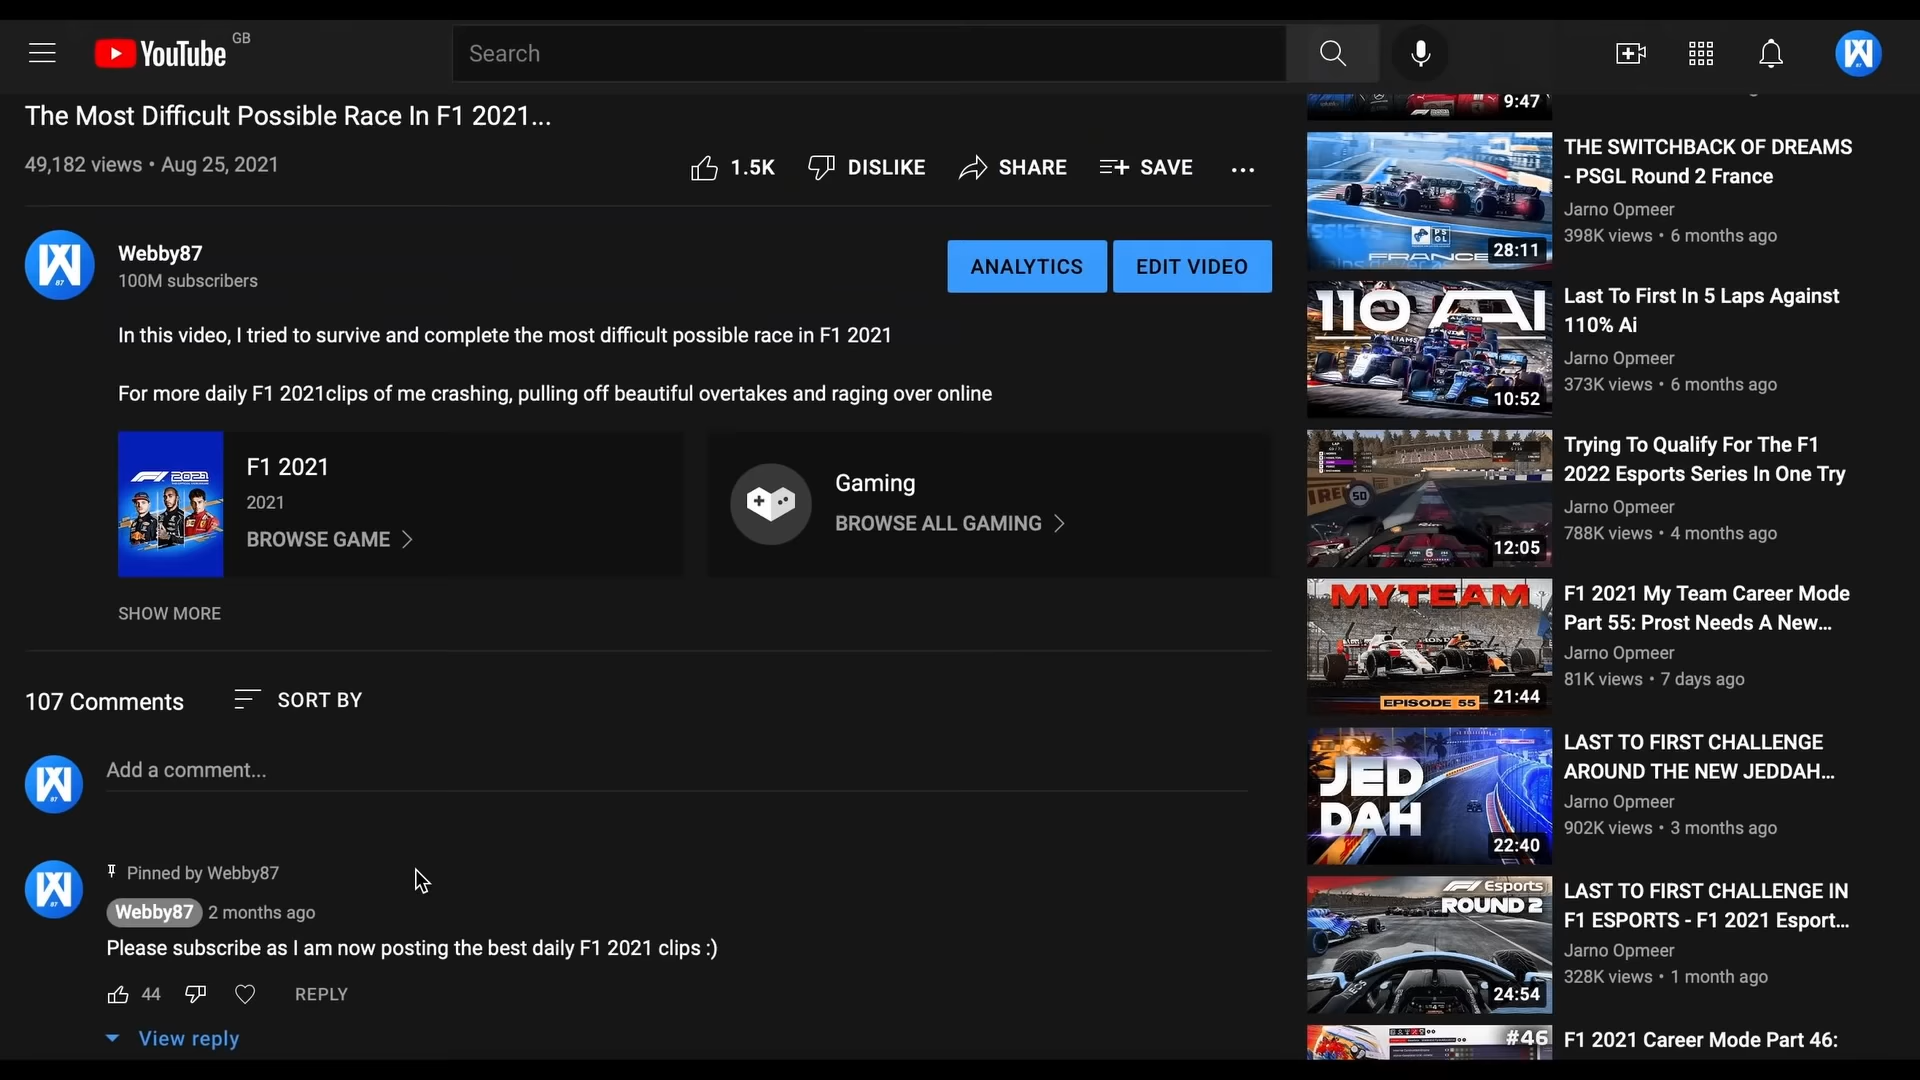 YouTube GB
Search
The Most Difficult Possible Race In F1 2021...
49,182 views • Aug 25, 2021
1.5K
DISLIKE
SHARE
SAVE
...
Webby87
100M subscribers
ANALYTICS
EDIT VIDEO
In this video, I tried to survive and complete the most difficult possible race in F1 2021
For more daily F1 2021clips of me crashing, pulling off beautiful overtakes and raging over online
F1 2021
F1 2021
2021
BROWSE GAME
Gaming
BROWSE ALL GAMING
SHOW MORE
107 Comments
SORT BY
Add a comment...
Pinned by Webby87
Webby87 2 months ago
Please subscribe as I am now posting the best daily F1 2021 clips :)
44
REPLY
View reply
9:47
FRANCE
28:11
THE SWITCHBACK OF DREAMS
- PSGL Round 2 France
Jarno Opmeer
398K views • 6 months ago
110 AI
10:52
Last To First In 5 Laps Against
110% Ai
Jarno Opmeer
373K views • 6 months ago
50
6
12:05
Trying To Qualify For The F1
2022 Esports Series In One Try
Jarno Opmeer
788K views • 4 months ago
MYTEAM
EPISODE 55
21:44
F1 2021 My Team Career Mode
Part 55: Prost Needs A New...
Jarno Opmeer
81K views • 7 days ago
JED
DAH
22:40
LAST TO FIRST CHALLENGE
AROUND THE NEW JEDDAH...
Jarno Opmeer
902K views • 3 months ago
F1 Esports
ROUND 2
24:54
LAST TO FIRST CHALLENGE IN
F1 ESPORTS - F1 2021 Esport...
Jarno Opmeer
328K views • 1 month ago
#46
F1 2021 Career Mode Part 46: